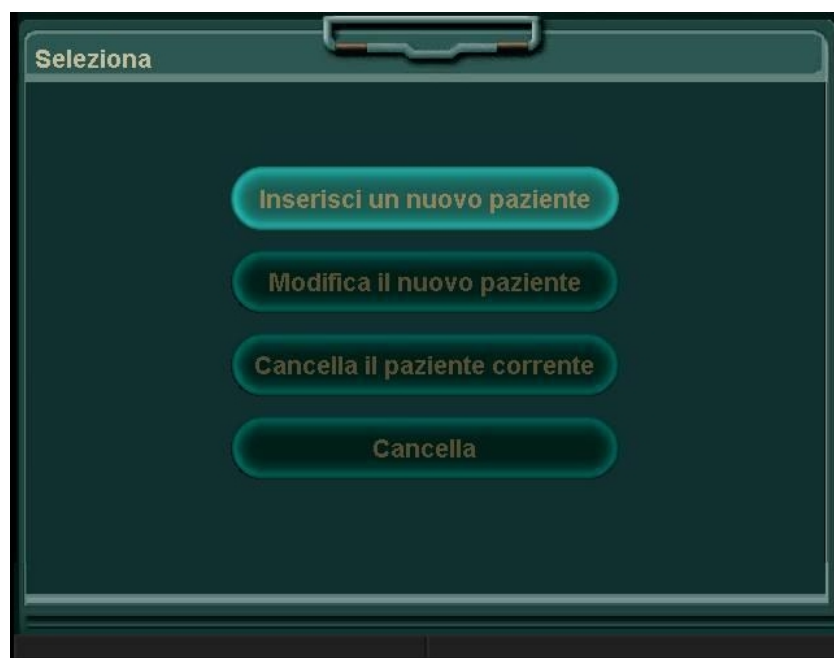 Seleziona
Inserisci un nuovo paziente
Modifica il nuovo paziente
Cancella il paziente corrente
Cancella